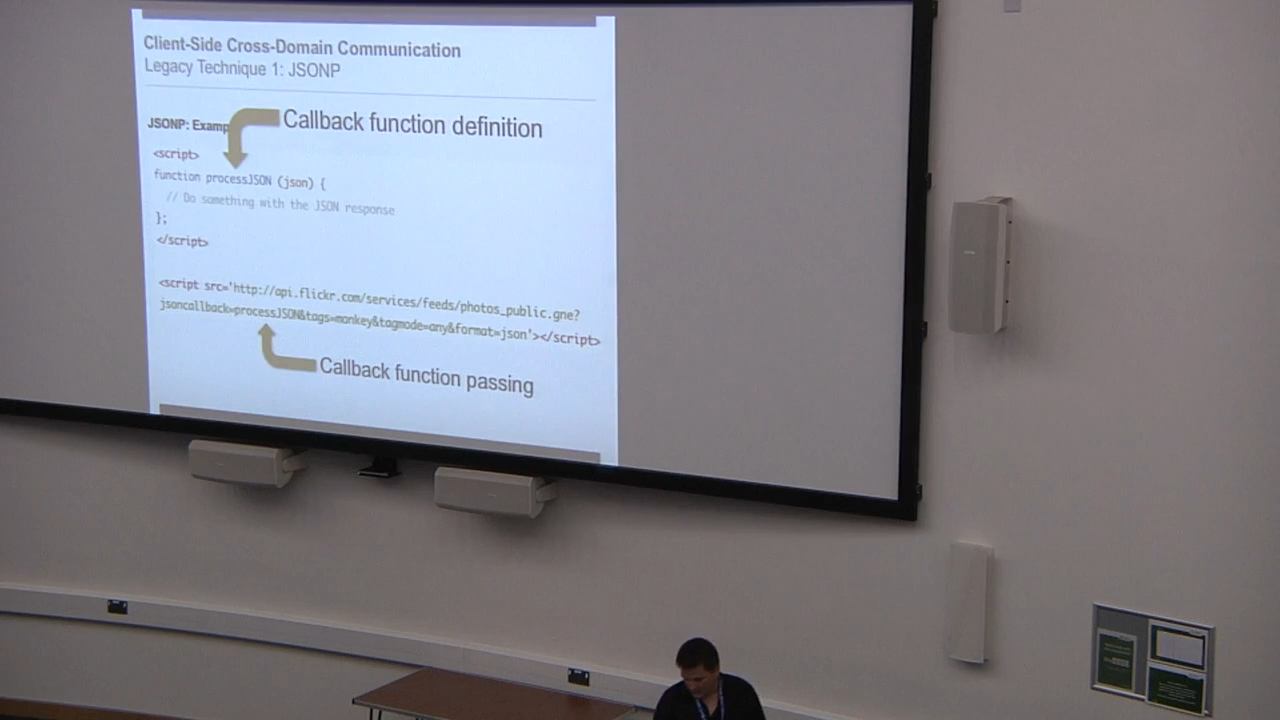 Client-Side Cross-Domain Communication
Legacy Technique 1: JSONP
Callback function definition
JSONP: Examp
<script>
function processJSON (json) {
// Do something with the JSON response
};
</script>
<script src='http://api.flickr.com/services/feeds/photos_public.gne?
jsoncallback=processJSON&tags=monkey&tagmode=any&format=json'></script>
Callback function passing